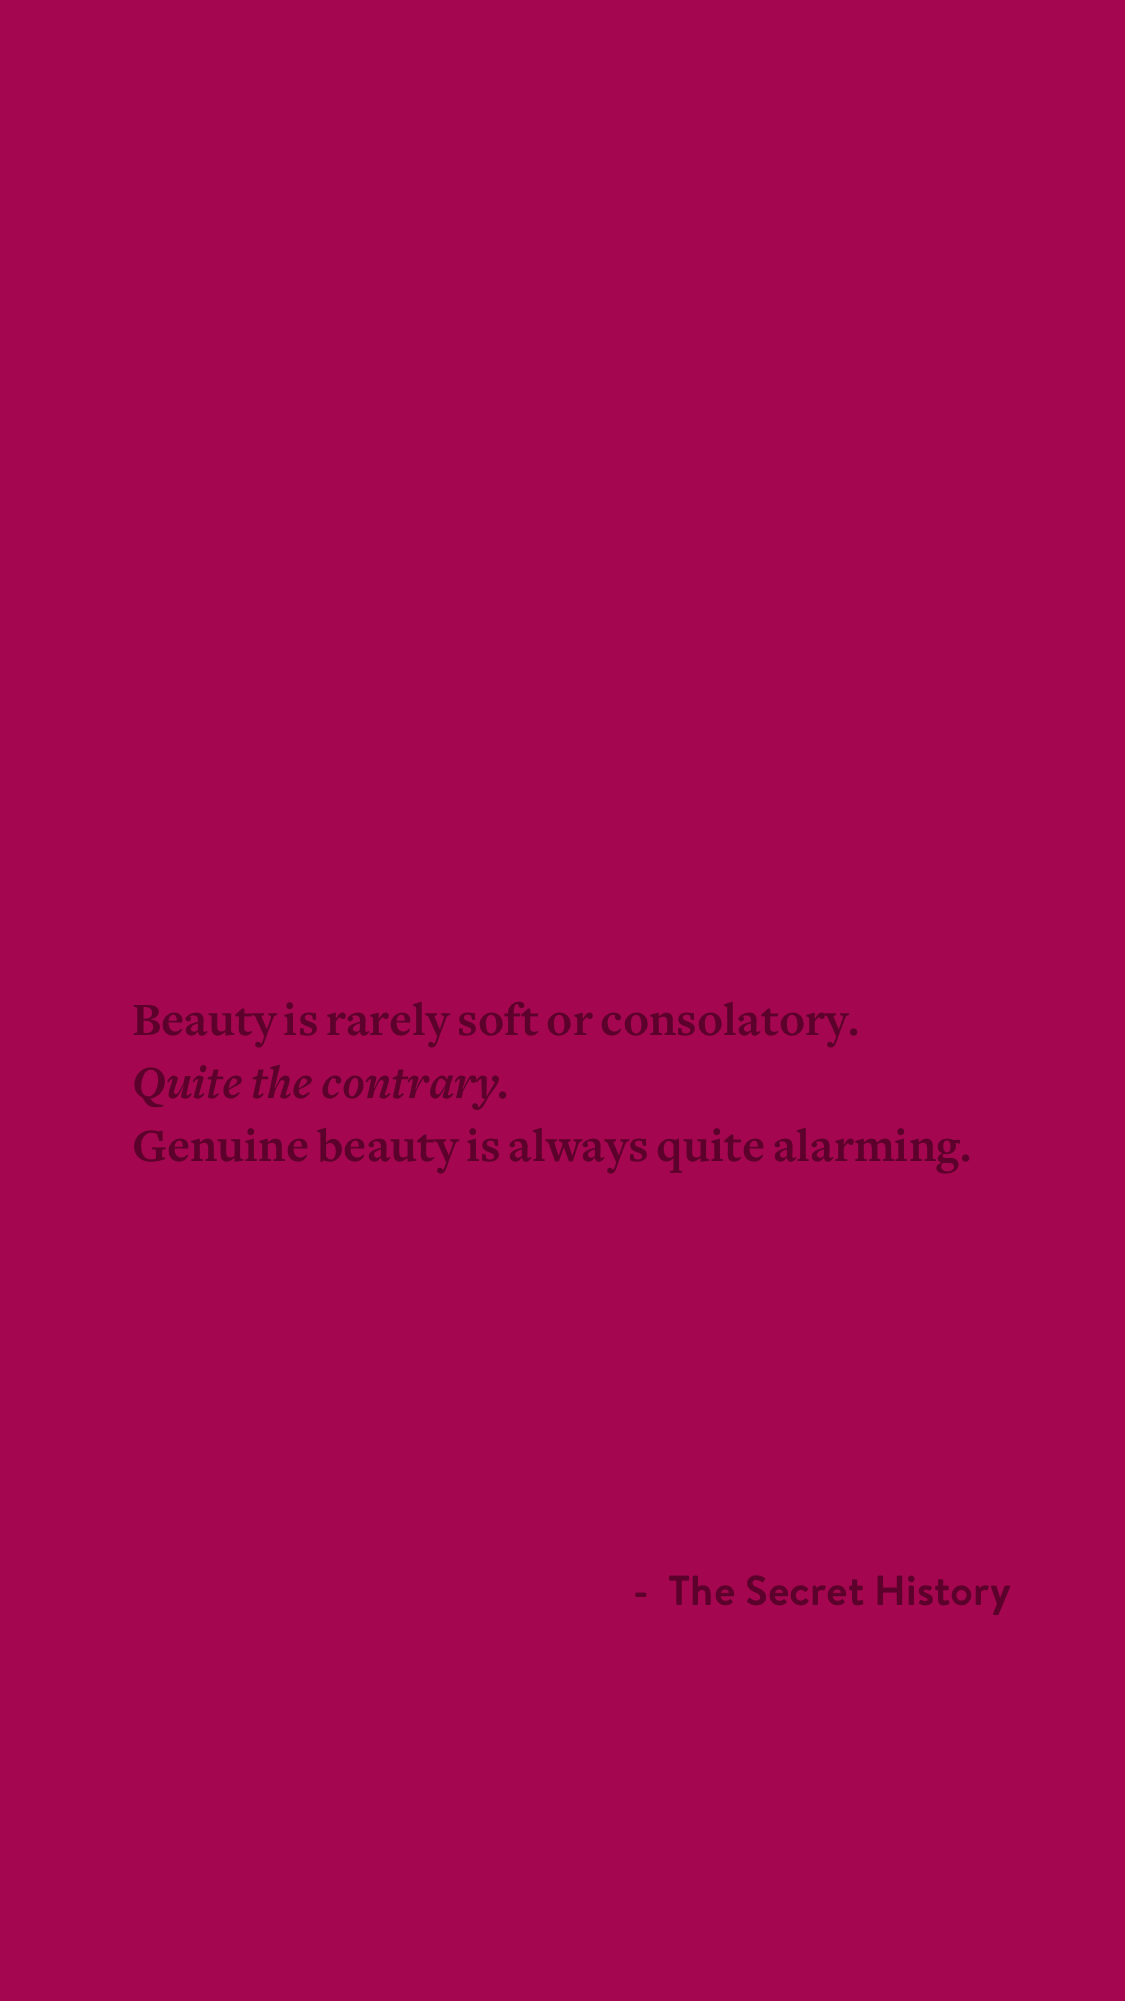 Beauty is rarely soft or consolatory.
Quite the contrary.
Genuine beauty is always quite alarming.
- The Secret History